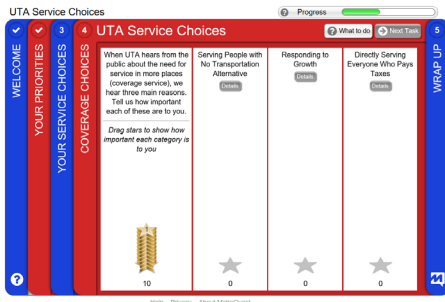 UTA Service Choices
Progress
WELCOME
YOUR PRIORITIES
3
YOUR SERVICE CHOICES
4
COVERAGE CHOICES
UTA Service Choices
What to do
Next Task
When UTA hears from the
public about the need for
service in more places
(coverage service), we
hear three main reasons.
Tell us how important
each of these are to you.
Drag stars to show how
important each category is
to you
10
Serving People with
No Transportation
Alternative
Details
0
Responding to
Growth
Details
0
Directly Serving
Everyone Who Pays
Taxes
Details
0
5
WRAP UP
Help Privacy About MetroQuest